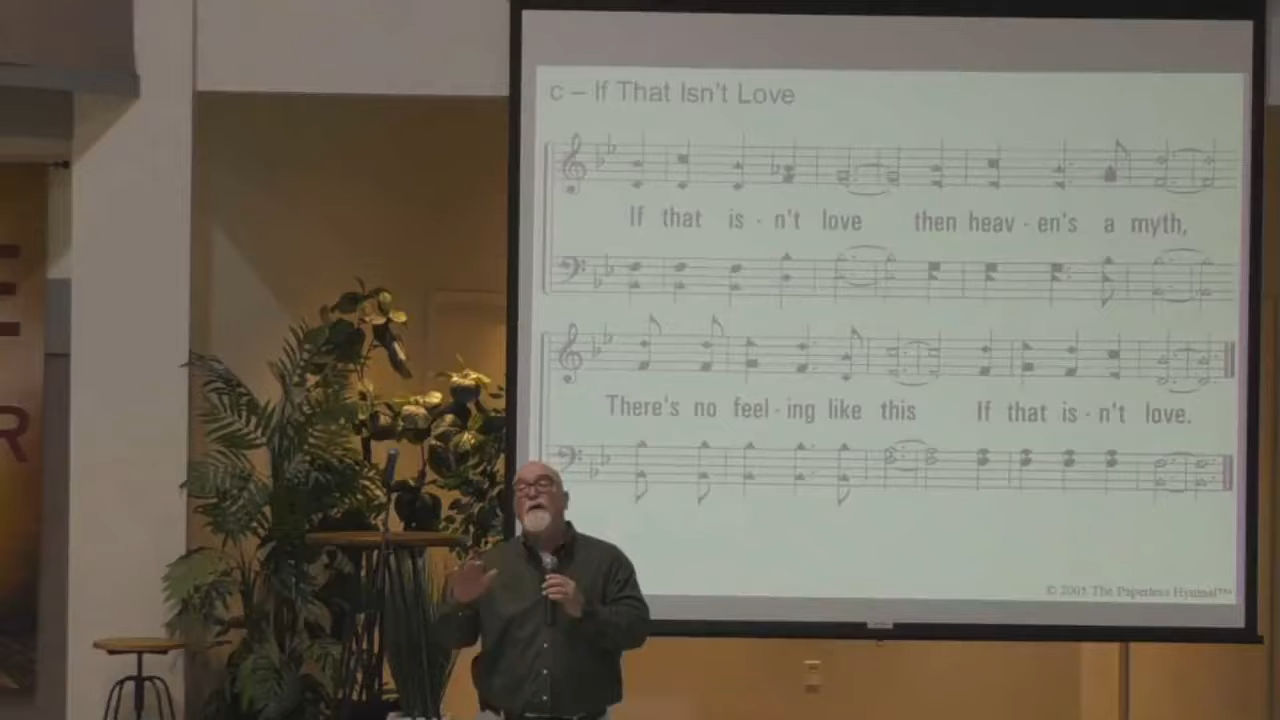 c – If That Isn't Love
If that is - n't love then heav - en's a myth,
There's no feel - ing like this If that is - n't love.
© 2005 The Paperless Hymnal™